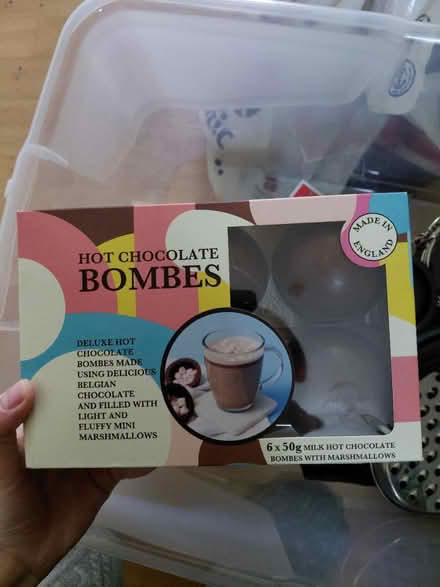 HOT CHOCOLATE
BOMBES
MADE IN
ENGLAND
DELUXE HOT
CHOCOLATE
BOMBES MADE
USING DELICIOUS
BELGIAN
CHOCOLATE
AND FILLED WITH
LIGHT AND
FLUFFY MINI
MARSHMALLOWS
6 x 50g MILK HOT CHOCOLATE
BOMBES WITH MARSHMALLOWS